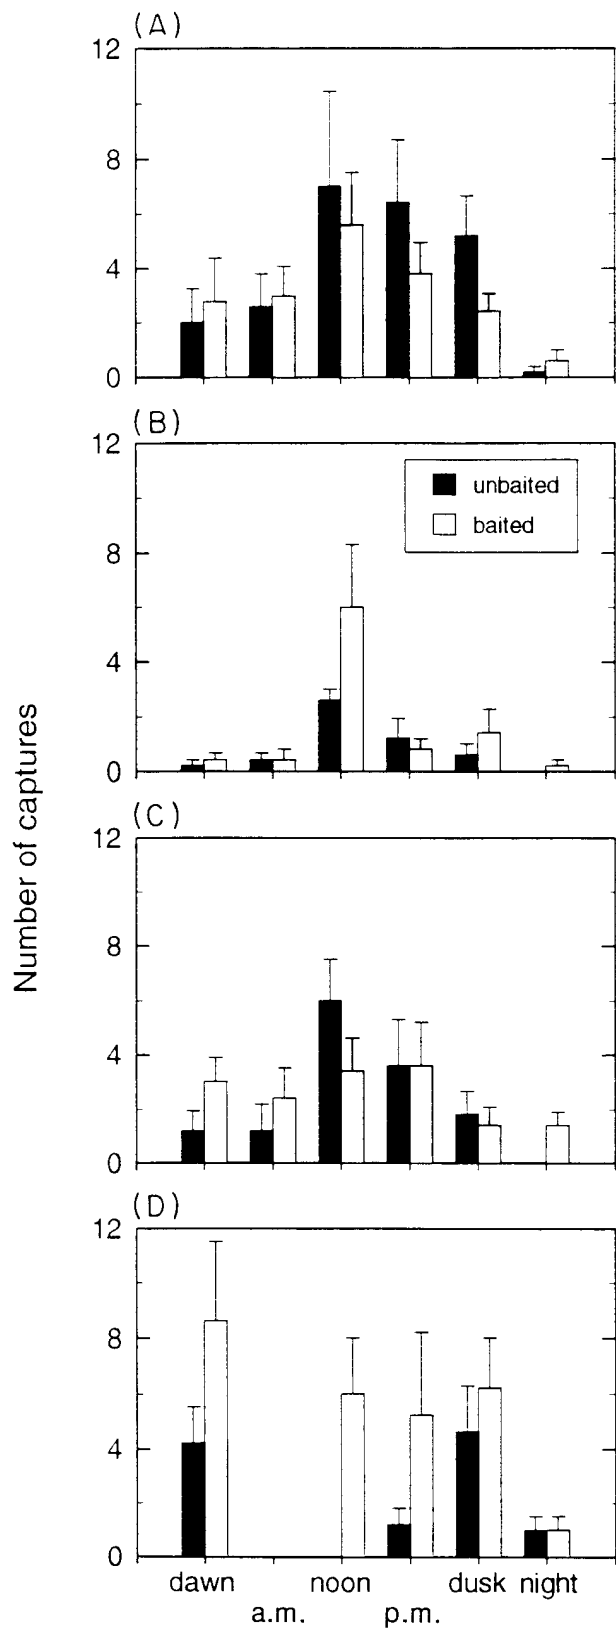 (A)
12
8
4
0
(B)
12
8
4
0
unbaited
baited
(C)
12
8
4
0
(D)
12
8
4
0
dawn noon dusk night
a.m. p.m.
Number of captures